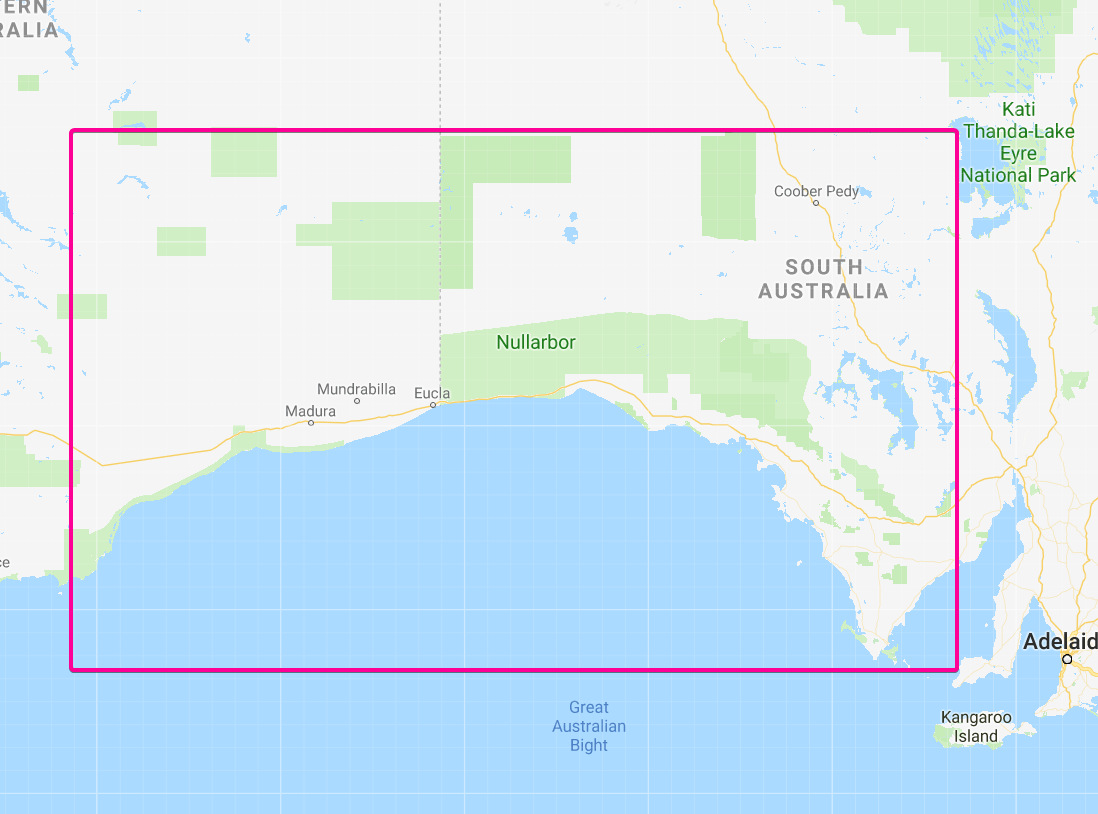 ERN
RALIA
Kati
Thanda-Lake
Eyre
National Park
Coober Pedy
SOUTH
AUSTRALIA
Nullarbor
Mundrabilla
Eucla
Madura
ce
Adelaid
Great
Australian
Bight
Kangaroo
Island